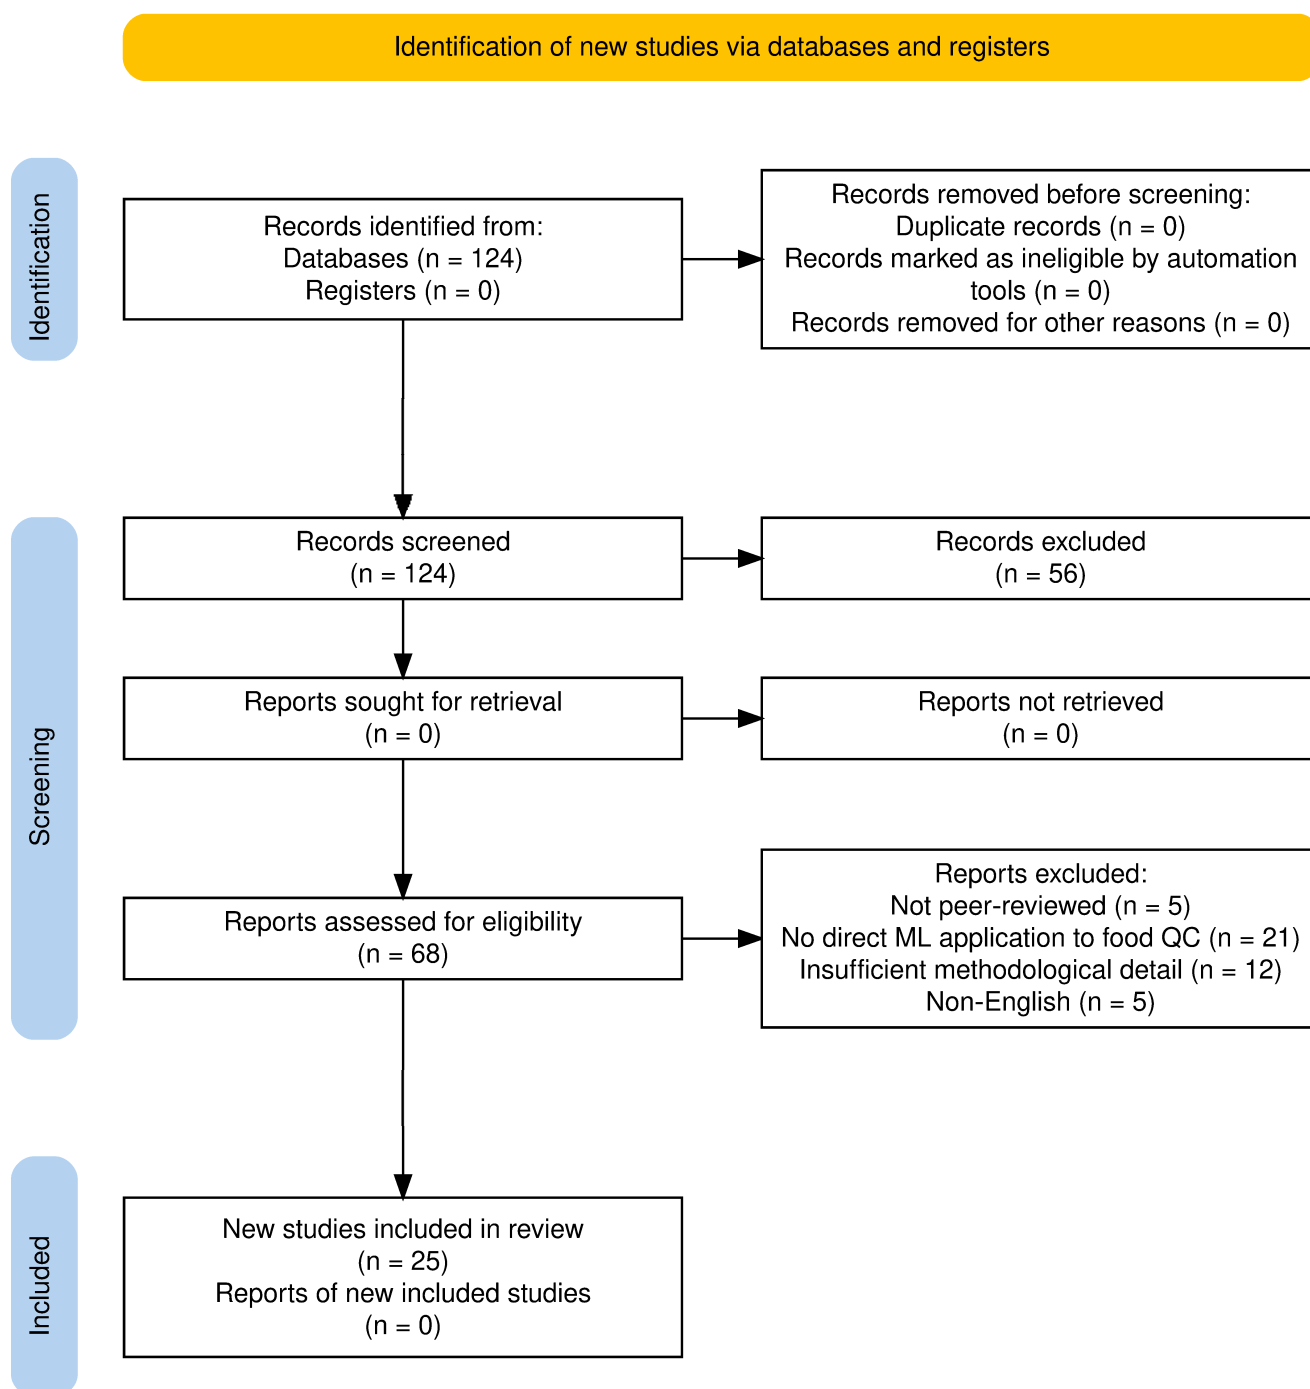 Identification of new studies via databases and registers
Identification
Records identified from:
Databases (n = 124)
Registers (n = 0)
Records removed before screening:
Duplicate records (n = 0)
Records marked as ineligible by automation
tools (n = 0)
Records removed for other reasons (n = 0)
Screening
Records screened
(n = 124)
Records excluded
(n = 56)
Reports sought for retrieval
(n = 0)
Reports not retrieved
(n = 0)
Reports assessed for eligibility
(n = 68)
Reports excluded:
Not peer-reviewed (n = 5)
No direct ML application to food QC (n = 21)
Insufficient methodological detail (n = 12)
Non-English (n = 5)
Included
New studies included in review
(n = 25)
Reports of new included studies
(n = 0)